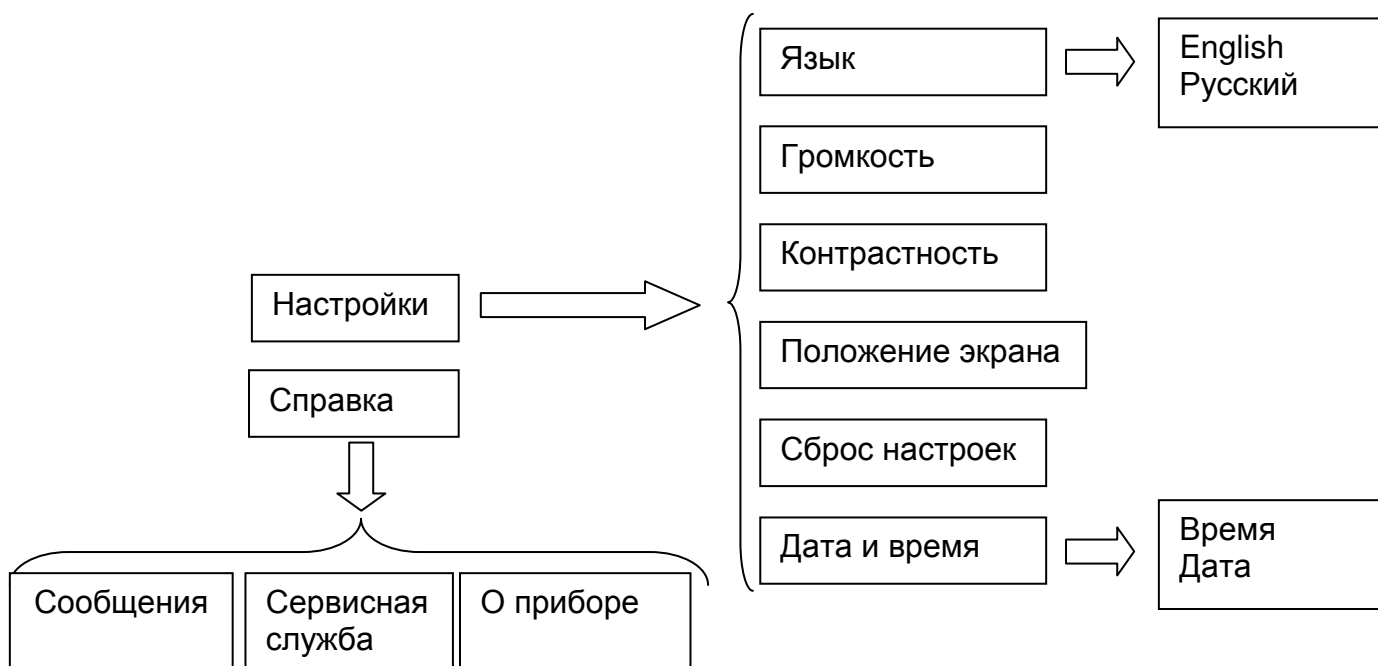 Настройки
Справка
Сообщения
Сервисная
служба
О приборе
Язык
English
Русский
Громкость
Контрастность
Положение экрана
Сброс настроек
Дата и время
Время
Дата